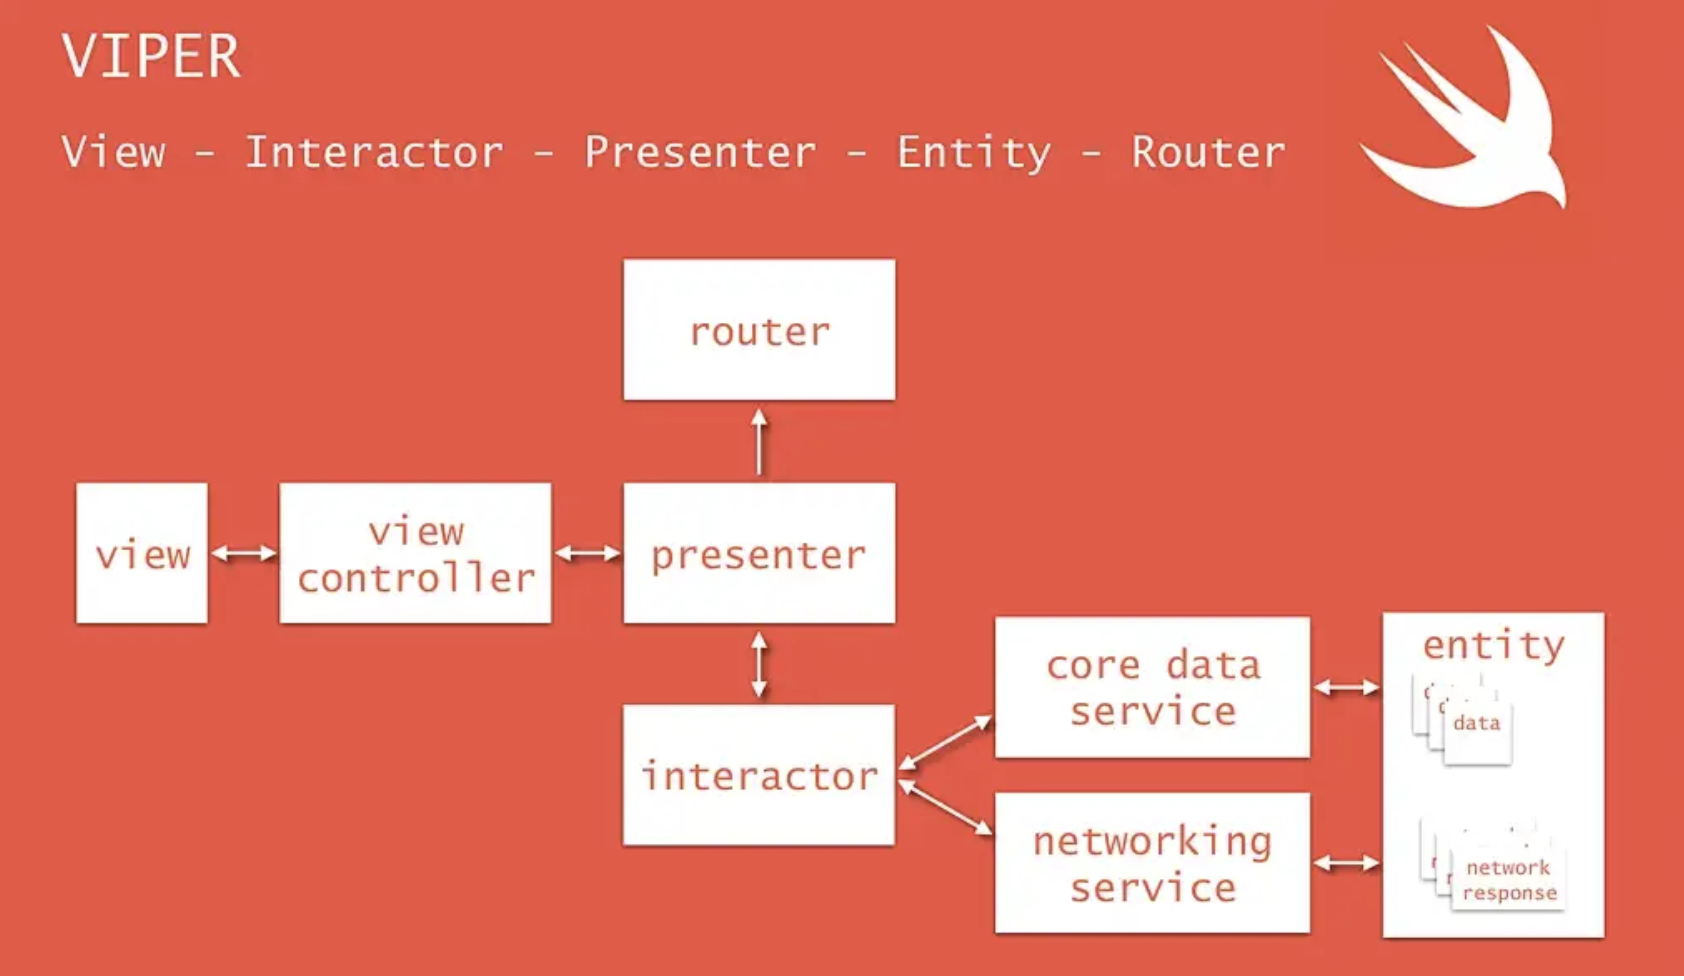 VIPER
View - Interactor - Presenter - Entity - Router
router
view
view
controller
presenter
interactor
core data
service
networking
service
entity
data
network
response